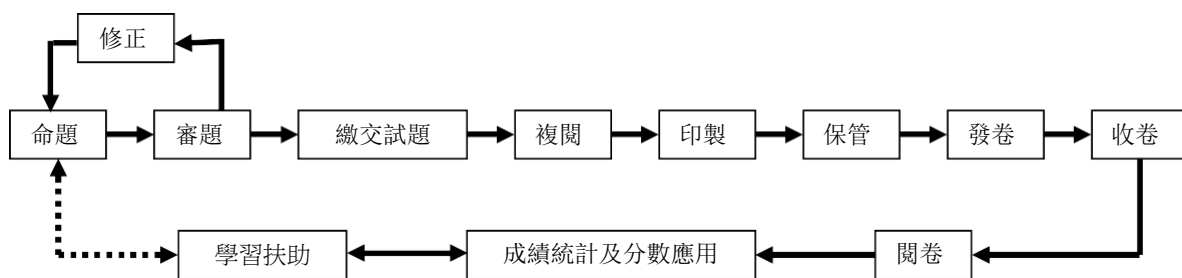 修正
命題
審題
繳交試題
複閱
印製
保管
發卷
收卷
學習扶助
成績統計及分數應用
閱卷